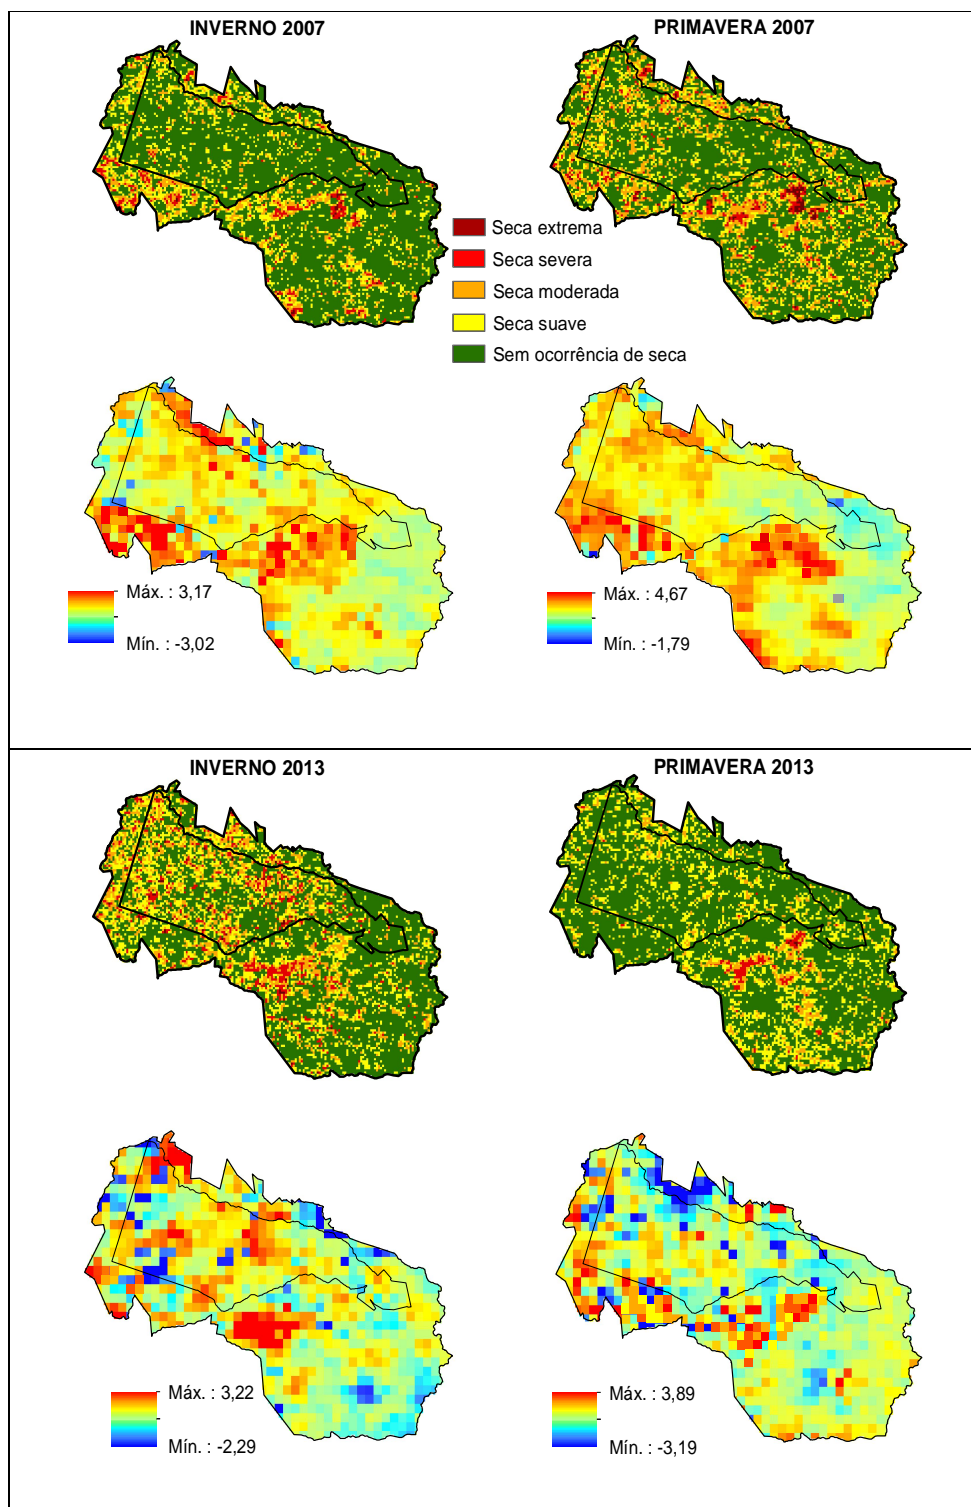 INVERNO 2007
PRIMAVERA 2007
Seca extrema
Seca severa
Seca moderada
Seca suave
Sem ocorrência de seca
Máx. : 3,17
Mín. : -3,02
Máx. : 4,67
Mín. : -1,79
INVERNO 2013
PRIMAVERA 2013
Máx. : 3,22
Mín. : -2,29
Máx. : 3,89
Mín. : -3,19